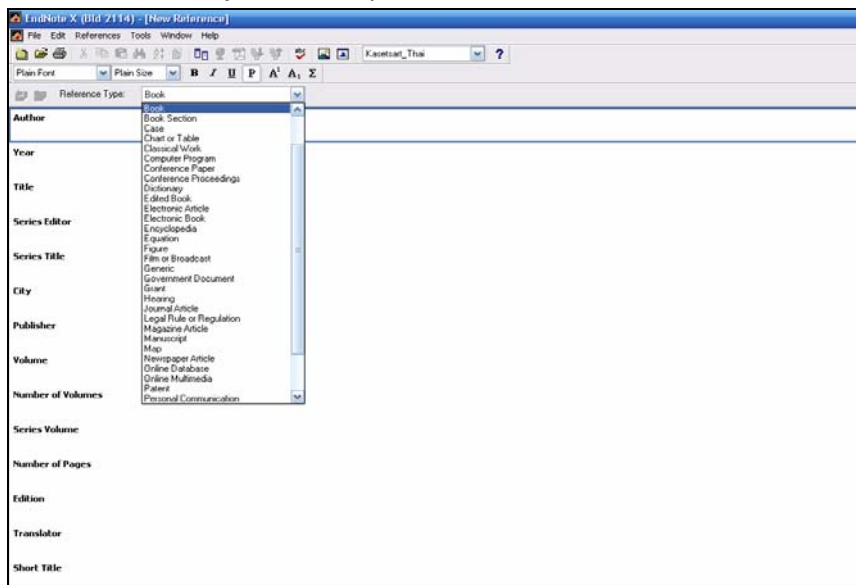 EndNote X (Bld 2114) - [New Reference]
File Edit References Tools Window Help
Kasetsart_Thai ?
Plain Font Plain Size B I U P A¹ A₁ Σ
Reference Type: Book
Book
Book Section
Case
Chart or Table
Classical Work
Computer Program
Conference Paper
Conference Proceedings
Dictionary
Edited Book
Electronic Article
Electronic Book
Encyclopedia
Equation
Figure
Film or Broadcast
Generic
Government Document
Grant
Hearing
Journal Article
Legal Rule or Regulation
Magazine Article
Manuscript
Map
Newspaper Article
Online Database
Online Multimedia
Patent
Personal Communication
Author
Year
Title
Series Editor
Series Title
City
Publisher
Volume
Number of Volumes
Series Volume
Number of Pages
Edition
Translator
Short Title